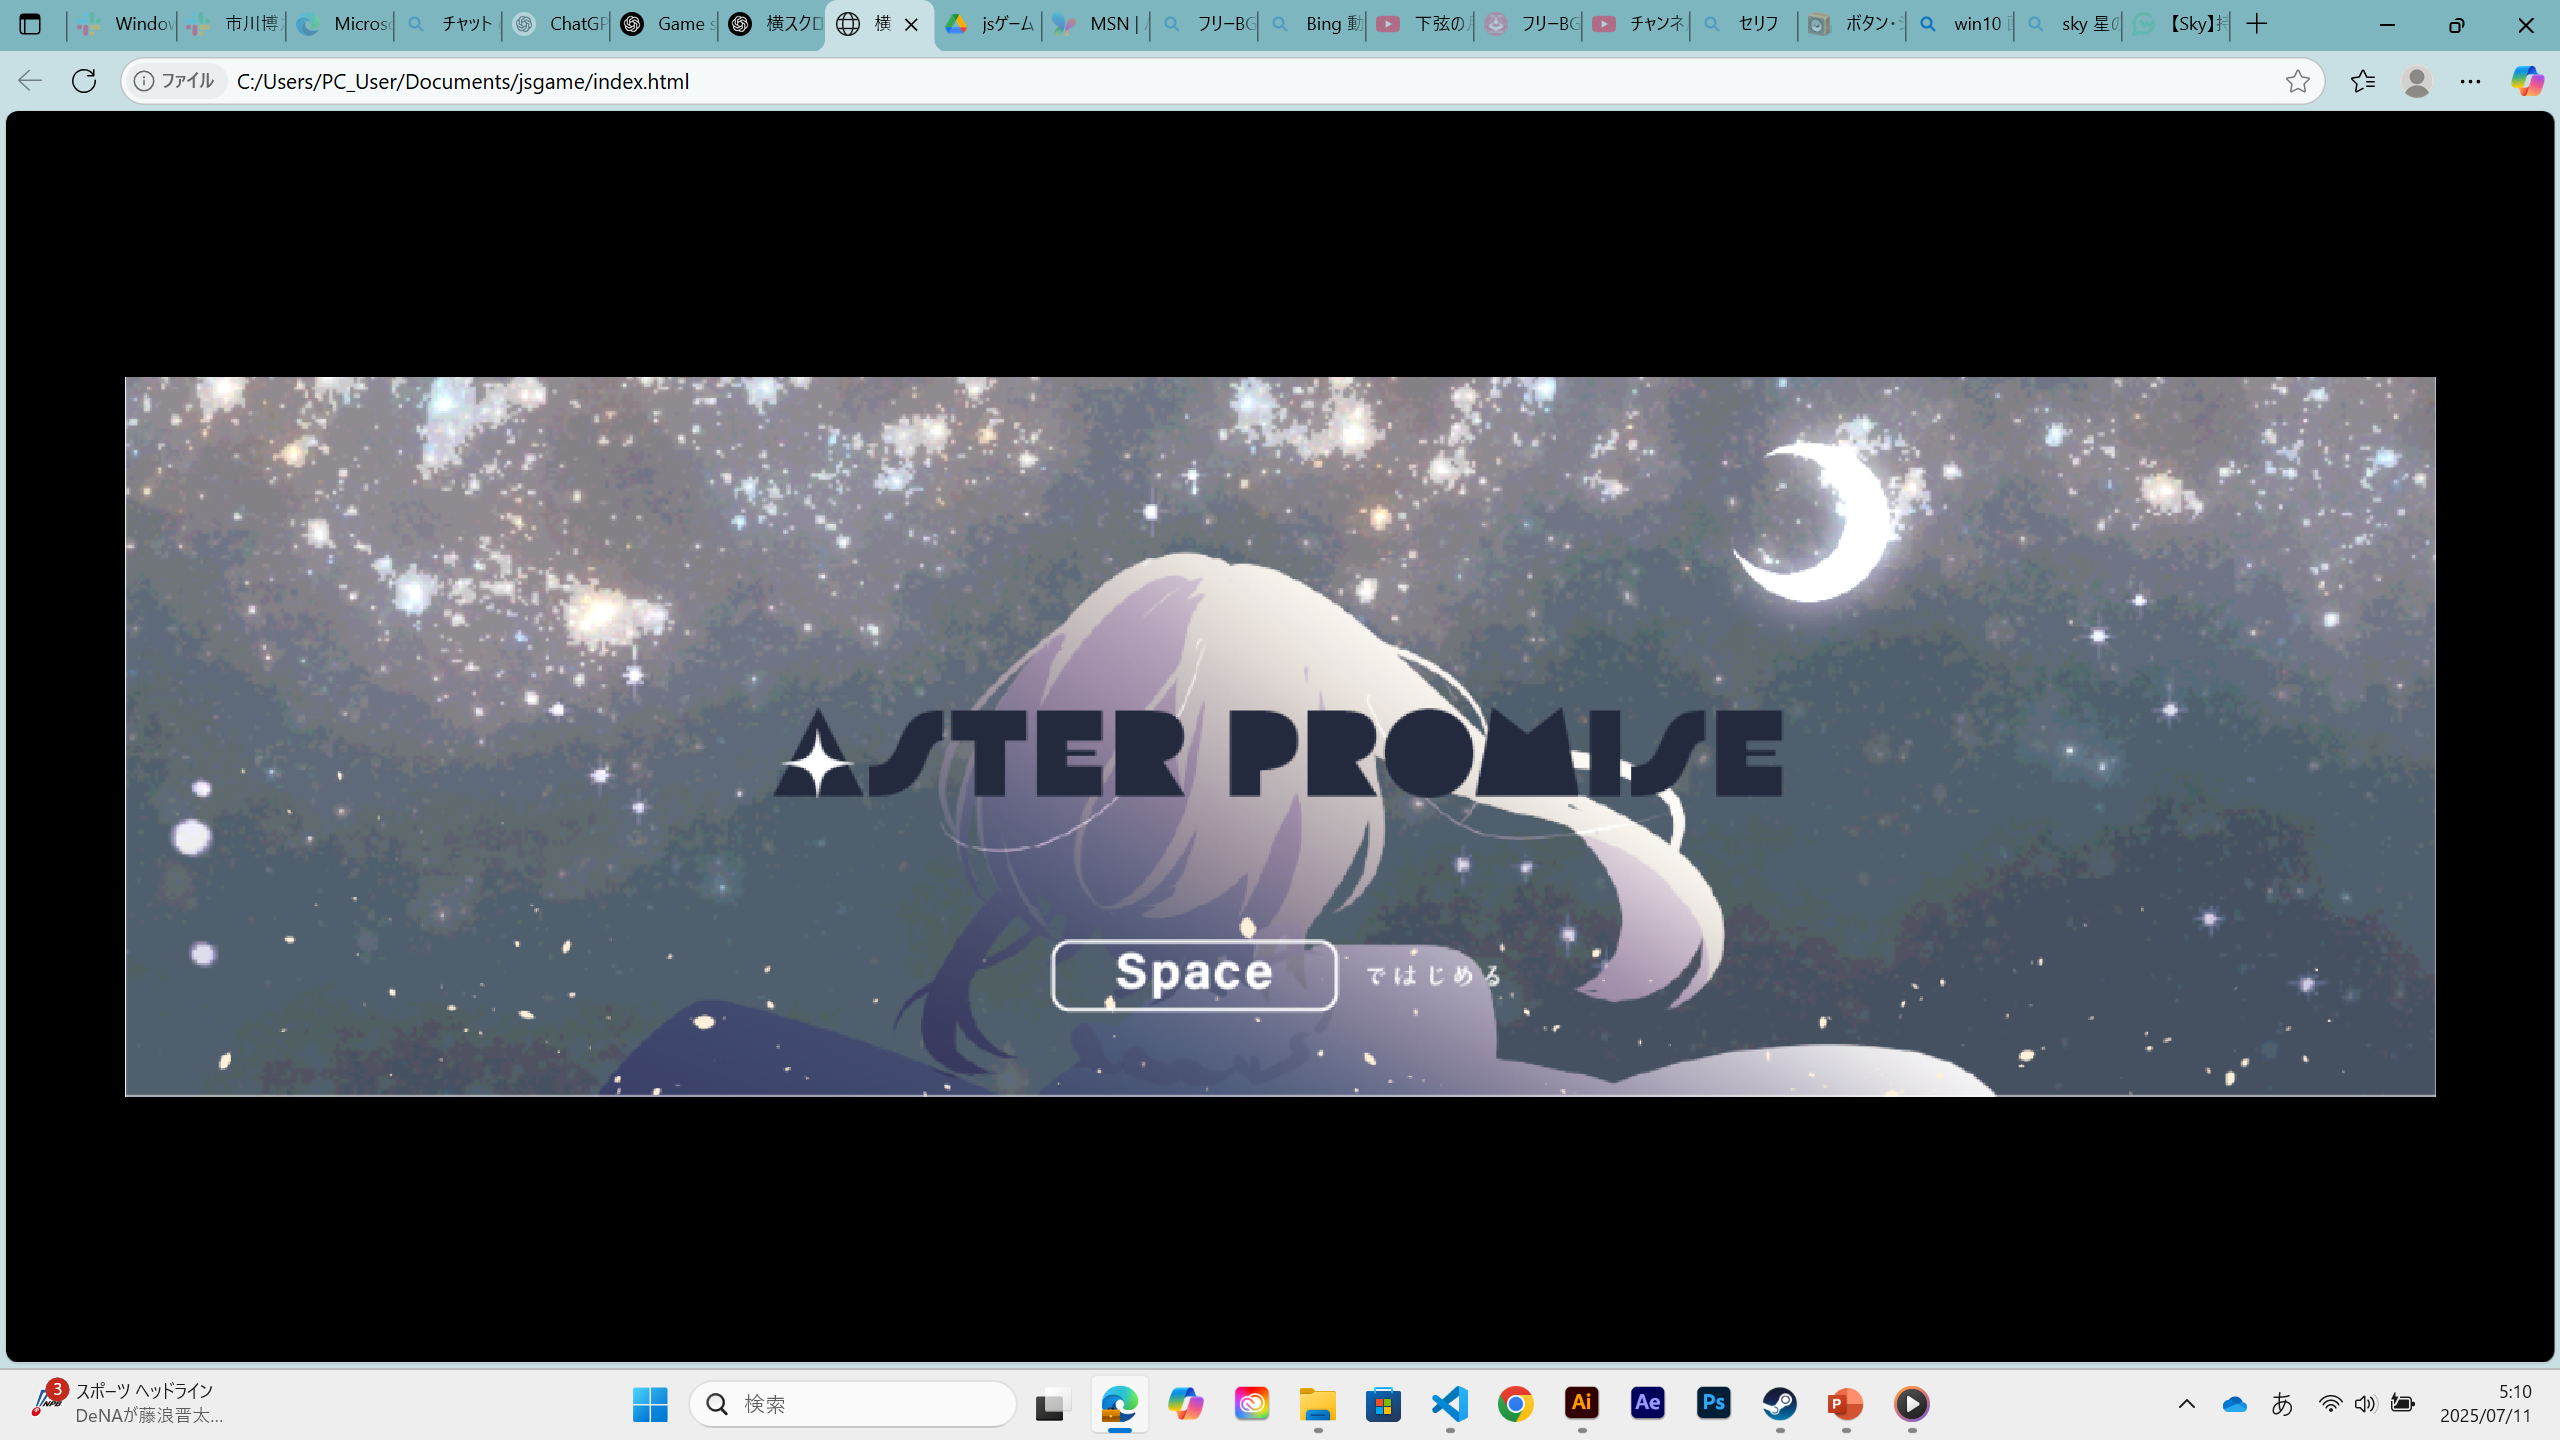 Window
市川博
Micros
チャット
ChatGP
Game s
横スクロ
横
jsゲーム
MSN |
フリーBG
Bing 動
下弦の
フリーBG
チャンネ
セリフ
ボタン・シ
win10
sky 星の
【Sky】持
ファイル
C:/Users/PC_User/Documents/jsgame/index.html
ASTER PROMISE
Space ではじめる
3
スポーツ ヘッドライン
DeNAが藤浪晋太...
検索
Ai
Ae
Ps
P
あ
5:10
2025/07/11